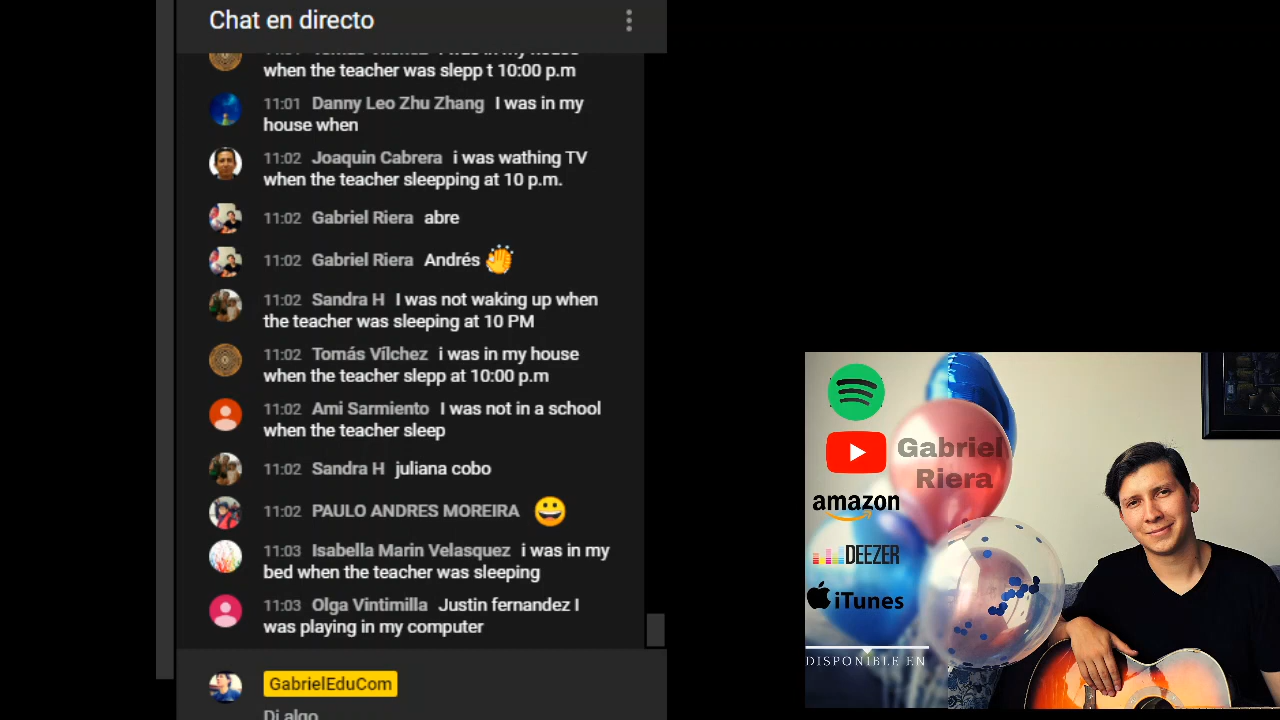 Chat en directo
when the teacher was slepp t 10:00 p.m
11:01 Danny Leo Zhu Zhang I was in my
house when
11:02 Joaquin Cabrera i was wathing TV
when the teacher sleepping at 10 p.m.
11:02 Gabriel Riera abre
11:02 Gabriel Riera Andrés 👏
11:02 Sandra H I was not waking up when
the teacher was sleeping at 10 PM
11:02 Tomás Vílchez i was in my house
when the teacher slepp at 10:00 p.m
11:02 Ami Sarmiento I was not in a school
when the teacher sleep
11:02 Sandra H juliana cobo
11:02 PAULO ANDRES MOREIRA 😀
11:03 Isabella Marin Velasquez i was in my
bed when the teacher was sleeping
11:03 Olga Vintimilla Justin fernandez I
was playing in my computer
GabrielEduCom
Di algo
Gabriel
Riera
amazon
DEEZER
iTunes
DISPONIBLE EN